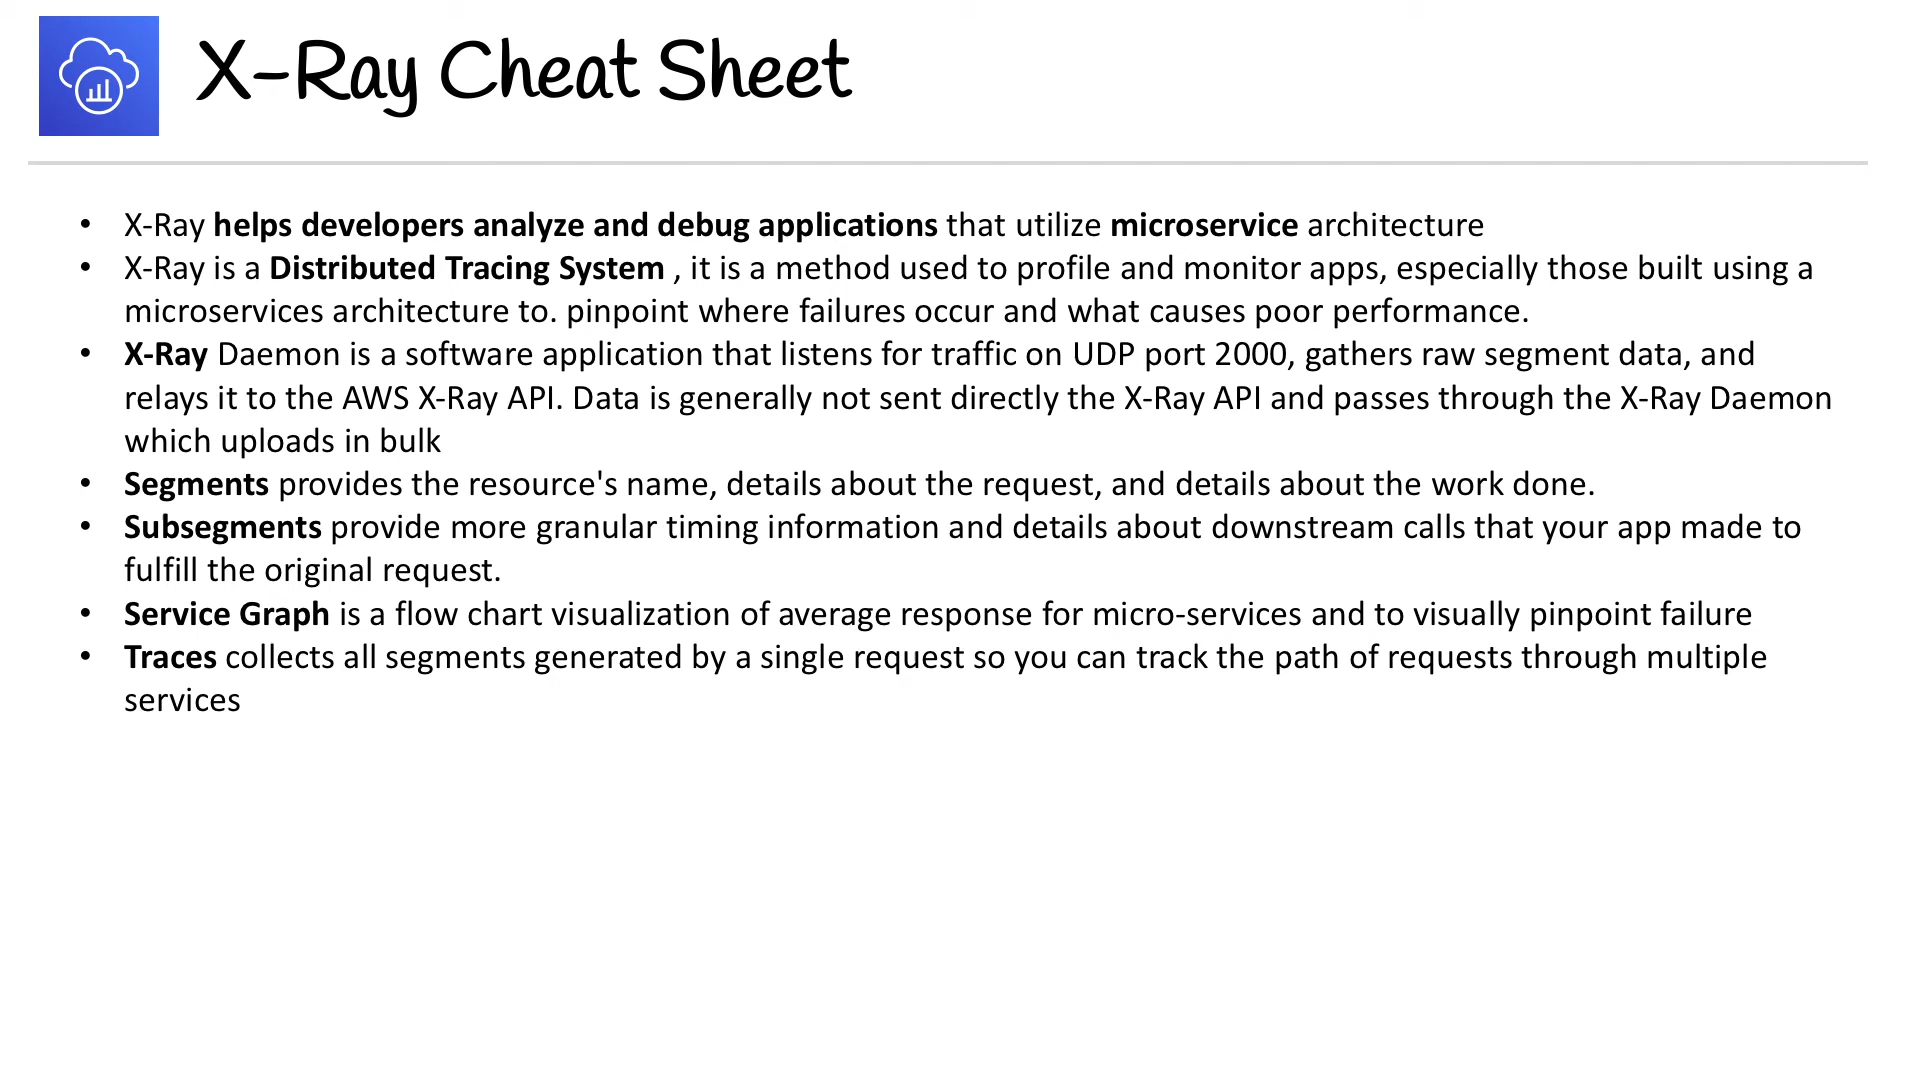 X-Ray Cheat Sheet
• X-Ray helps developers analyze and debug applications that utilize microservice architecture
• X-Ray is a Distributed Tracing System , it is a method used to profile and monitor apps, especially those built using a
microservices architecture to. pinpoint where failures occur and what causes poor performance.
• X-Ray Daemon is a software application that listens for traffic on UDP port 2000, gathers raw segment data, and
relays it to the AWS X-Ray API. Data is generally not sent directly the X-Ray API and passes through the X-Ray Daemon
which uploads in bulk
• Segments provides the resource's name, details about the request, and details about the work done.
• Subsegments provide more granular timing information and details about downstream calls that your app made to
fulfill the original request.
• Service Graph is a flow chart visualization of average response for micro-services and to visually pinpoint failure
• Traces collects all segments generated by a single request so you can track the path of requests through multiple
services